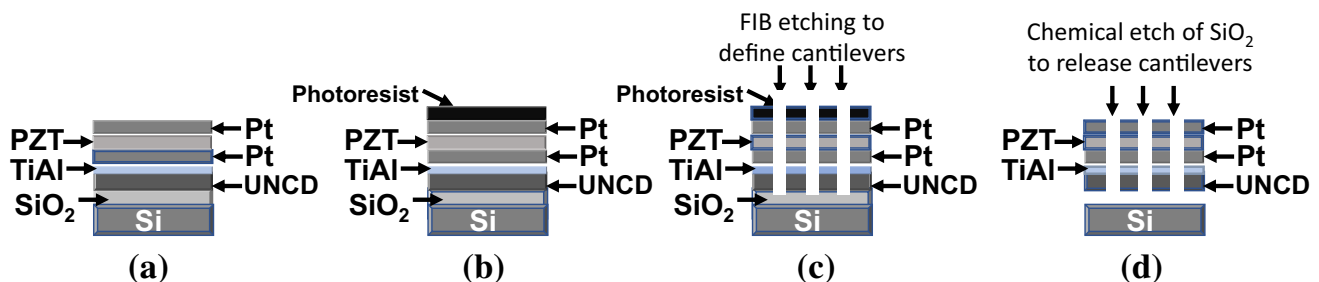 PZT
TiAl
SiO₂
Pt
Pt
UNCD
Si
(a)
Photoresist
PZT
TiAl
SiO₂
Pt
Pt
UNCD
Si
(b)
FIB etching to
define cantilevers
Photoresist
PZT
TiAl
SiO₂
Pt
Pt
UNCD
Si
(c)
Chemical etch of SiO₂
to release cantilevers
PZT
TiAl
Pt
Pt
UNCD
Si
(d)